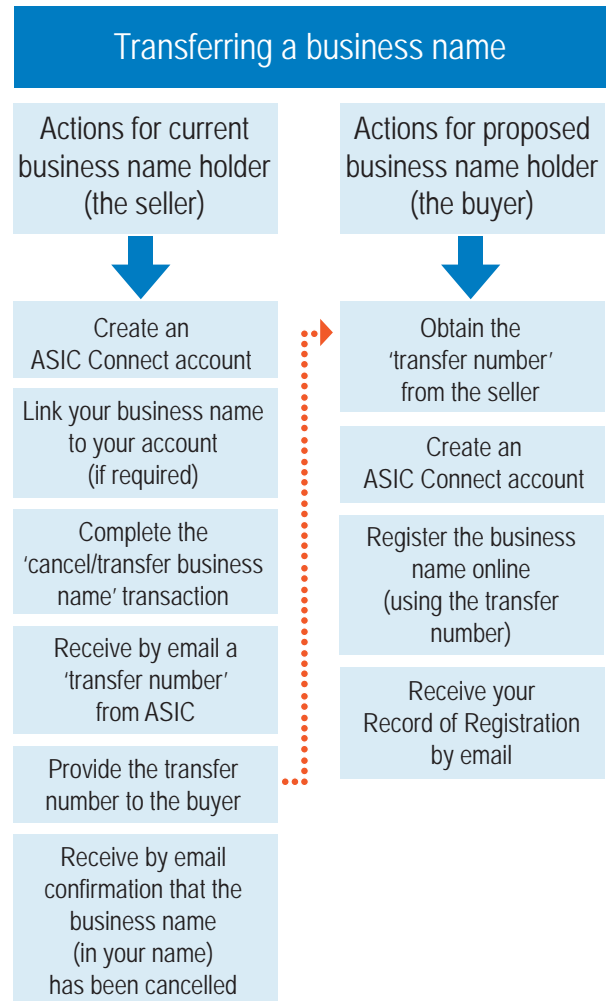 Transferring a business name
Actions for current
business name holder
(the seller)
Create an
ASIC Connect account
Link your business name
to your account
(if required)
Complete the
‘cancel/transfer business
name’ transaction
Receive by email a
‘transfer number’
from ASIC
Provide the transfer
number to the buyer
Receive by email
confirmation that the
business name
(in your name)
has been cancelled
Actions for proposed
business name holder
(the buyer)
Obtain the
‘transfer number’
from the seller
Create an
ASIC Connect account
Register the business
name online
(using the transfer
number)
Receive your
Record of Registration
by email